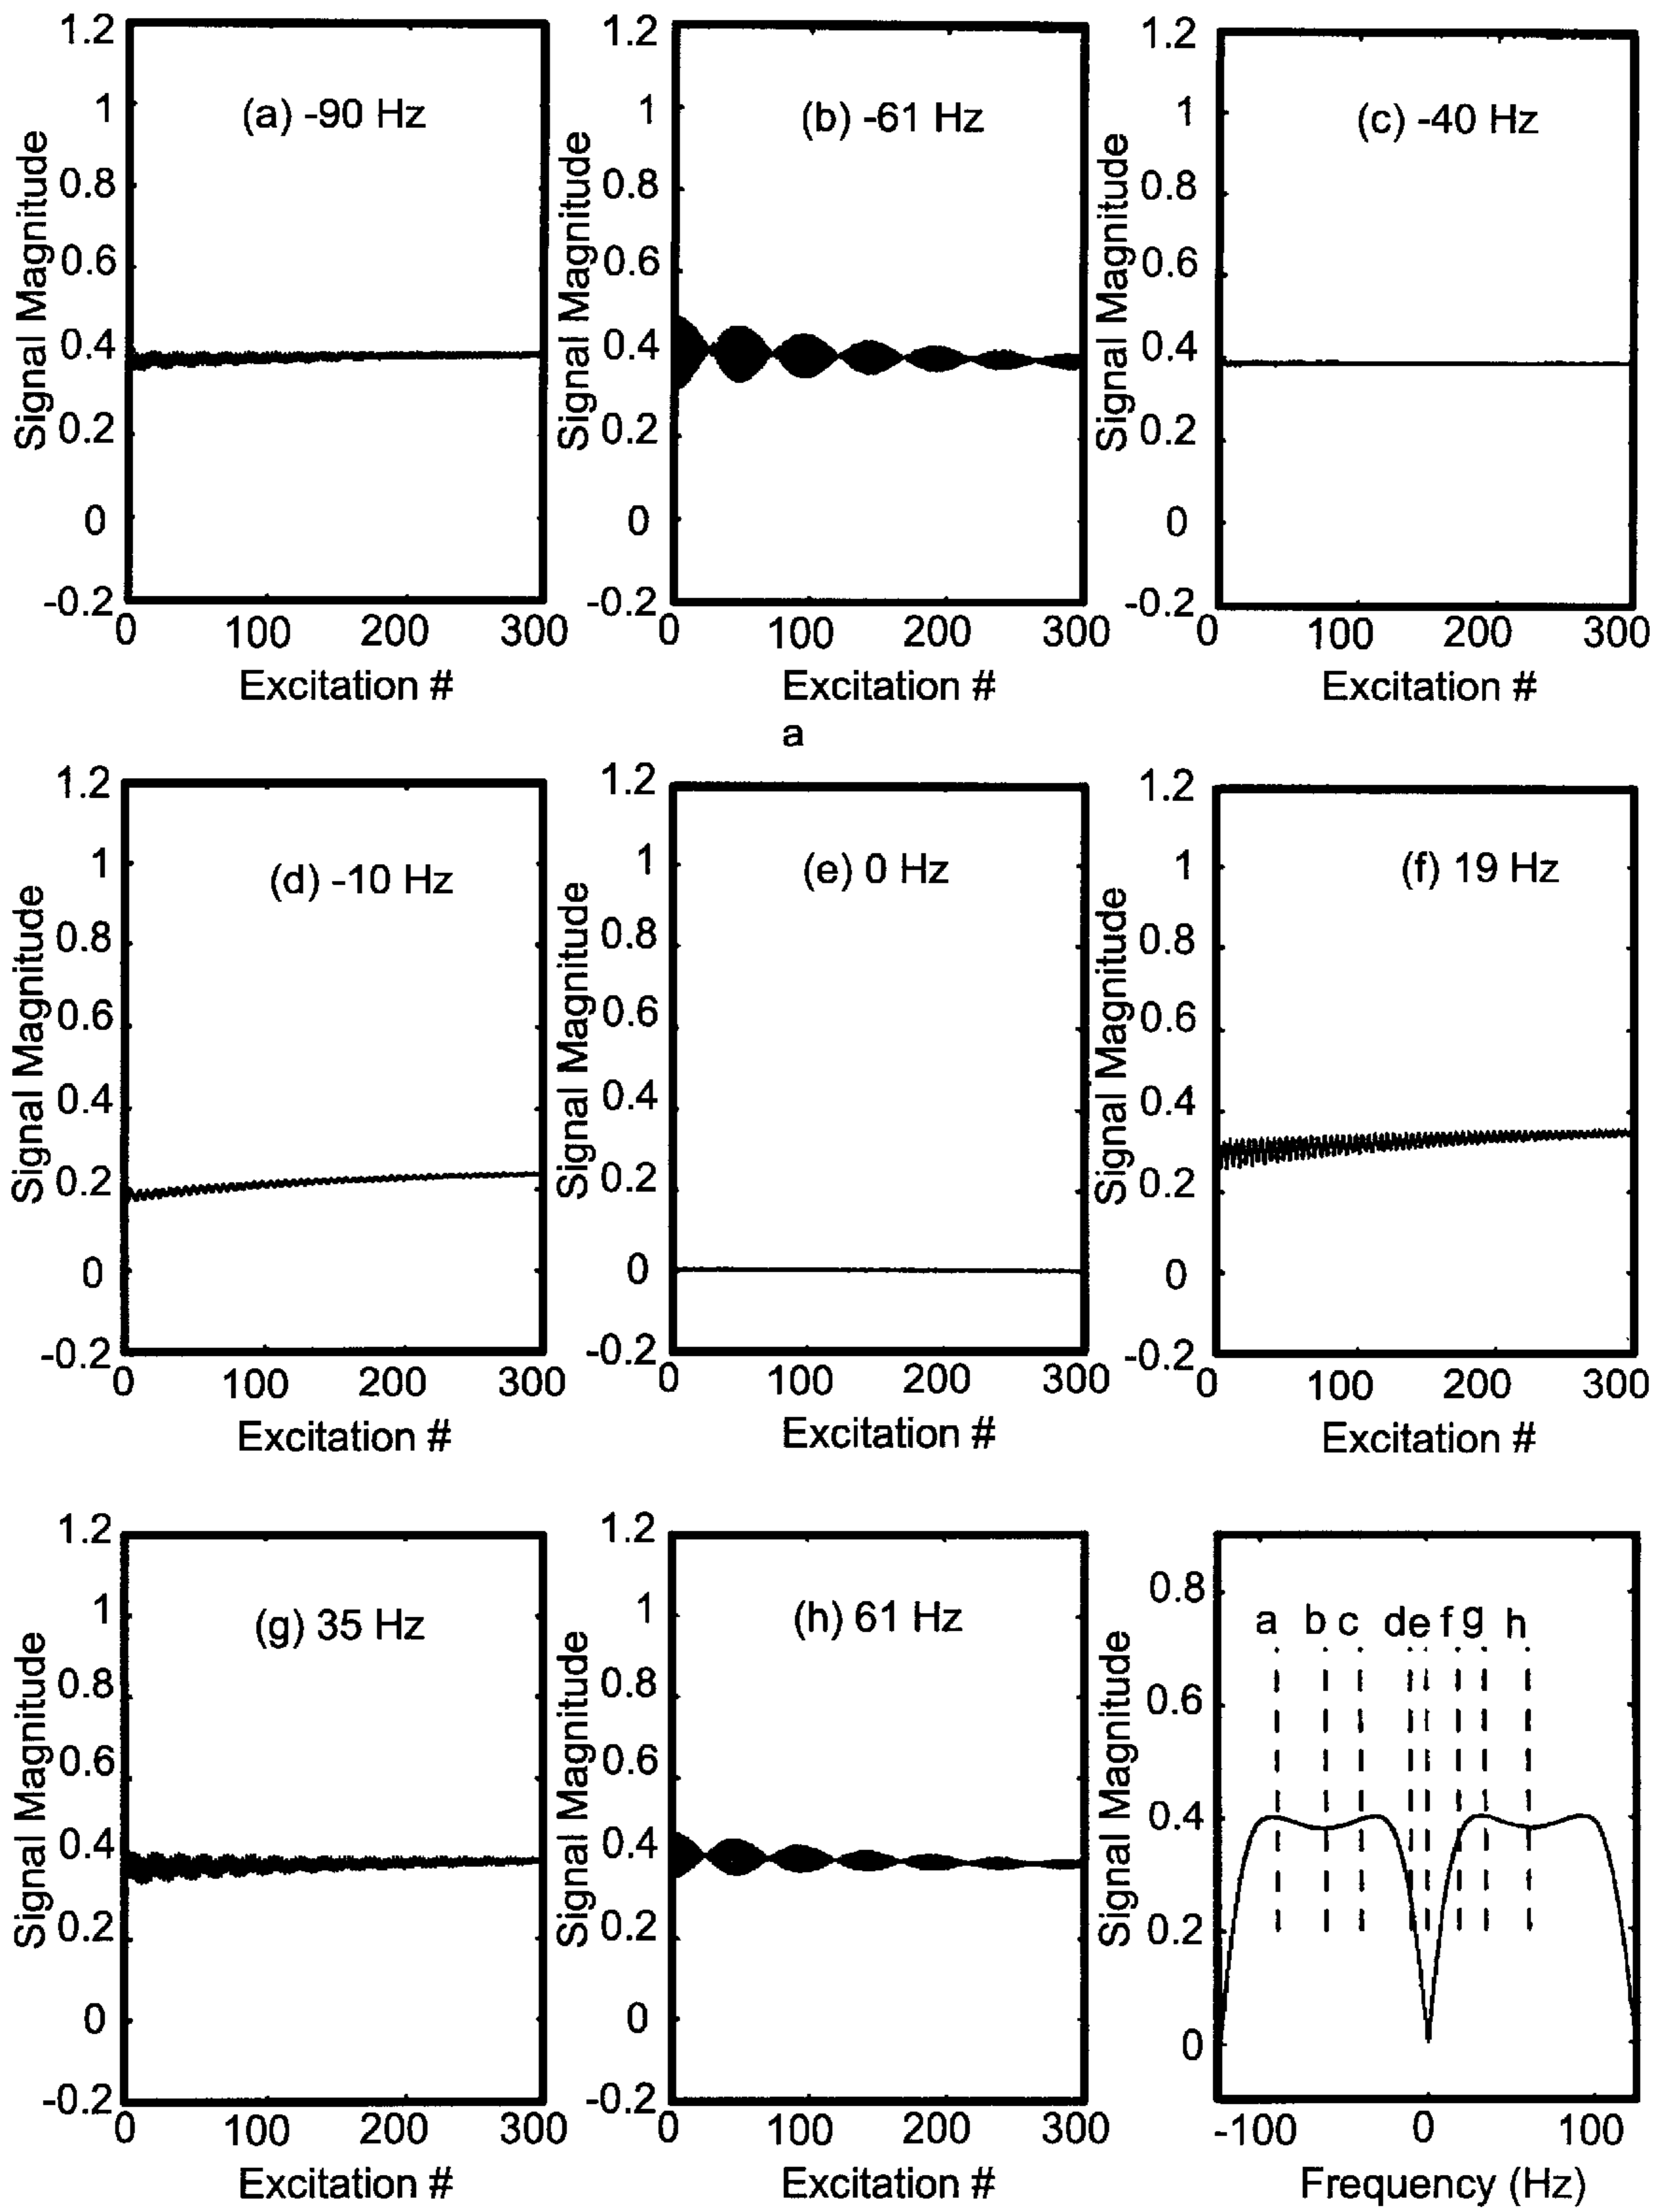 1.2
1
0.8
0.6
0.4
0.2
0
-0.2
Signal Magnitude
(a) -90 Hz
0 100 200 300
Excitation #
1.2
1
0.8
0.6
0.4
0.2
0
-0.2
Signal Magnitude
(b) -61 Hz
0 100 200 300
Excitation #
1.2
1
0.8
0.6
0.4
0.2
0
-0.2
Signal Magnitude
(c) -40 Hz
0 100 200 300
Excitation #
a
1.2
1
0.8
0.6
0.4
0.2
0
-0.2
Signal Magnitude
(d) -10 Hz
0 100 200 300
Excitation #
1.2
1
0.8
0.6
0.4
0.2
0
-0.2
Signal Magnitude
(e) 0 Hz
0 100 200 300
Excitation #
1.2
1
0.8
0.6
0.4
0.2
0
-0.2
Signal Magnitude
(f) 19 Hz
0 100 200 300
Excitation #
1.2
1
0.8
0.6
0.4
0.2
0
-0.2
Signal Magnitude
(g) 35 Hz
0 100 200 300
Excitation #
1.2
1
0.8
0.6
0.4
0.2
0
-0.2
Signal Magnitude
(h) 61 Hz
0 100 200 300
Excitation #
0.8
0.6
0.4
0.2
0
Signal Magnitude
a b c d e f g h
-100 0 100
Frequency (Hz)